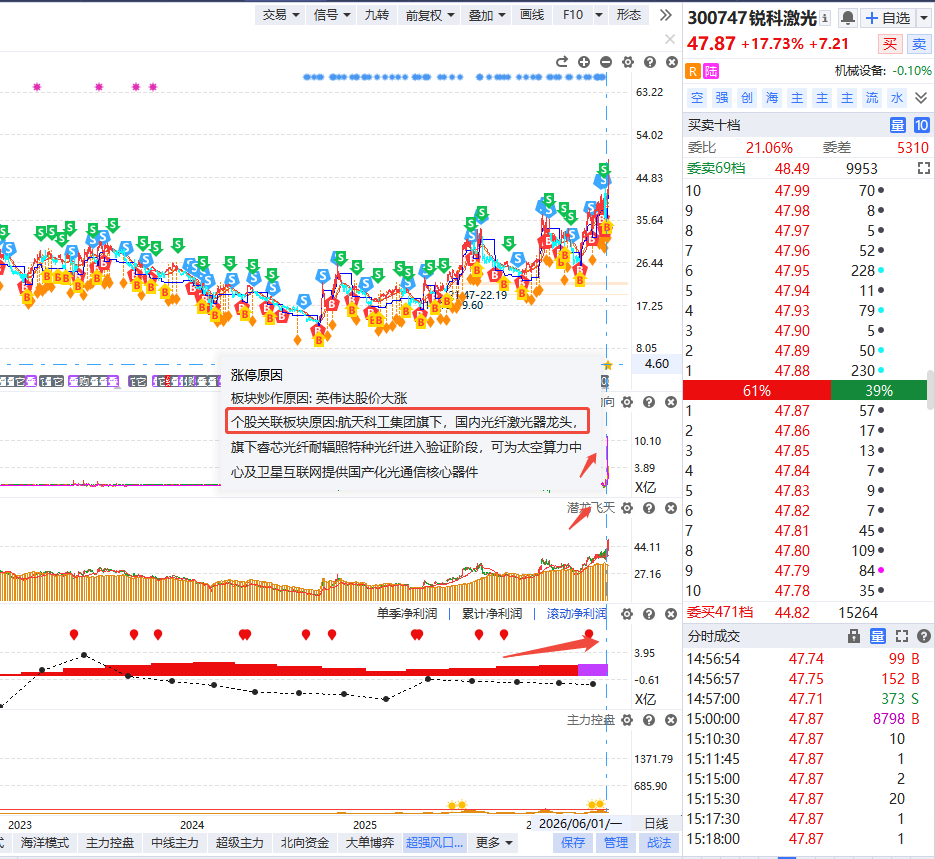 交易 信号 九转 前复权 叠加 画线 F10 形态
300747 锐科激光 自选
47.87 +17.73% +7.21 买 卖
R 陆 机械设备: -0.10%
空 强 创 海 主 主 主 流 水
买卖十档 量 10
委比 21.06% 委差 5310
委卖69档 48.49 9953
10 47.99 70
9 47.98 8
8 47.97 5
7 47.96 52
6 47.95 228
5 47.94 11
4 47.93 79
3 47.90 5
2 47.89 50
1 47.88 230
61% 39%
1 47.87 57
2 47.86 17
3 47.85 13
4 47.84 7
5 47.83 9
6 47.82 7
7 47.81 45
8 47.80 109
9 47.79 84
10 47.78 35
委买471档 44.82 15264
分时成交 量
14:56:54 47.74 99 B
14:56:57 47.75 152 B
14:57:00 47.71 373 S
15:00:00 47.87 8798 B
15:10:30 47.87 10
15:11:45 47.87 1
15:15:00 47.87 2
15:15:30 47.87 20
15:17:30 47.87 1
15:18:00 47.87 1
63.22
54.02
44.83
35.64
26.44
17.25
8.05
4.60
47-22.19
9.60
涨停原因
板块炒作原因: 英伟达股价大涨
个股关联板块原因:航天科工集团旗下，国内光纤激光器龙头，
旗下睿芯光纤耐辐照特种光纤进入验证阶段，可为太空算力中
心及卫星互联网提供国产化光通信核心器件
向
10.10
3.89
X亿
潜龙飞天
44.11
27.16
单季净利润 | 累计净利润 | 滚动净利润
3.95
-0.61
X亿
主力控盘
1371.79
685.90
2023 2024 2025 2 2026/06/01/一 日线
式 海洋模式 主力控盘 中线主力 超级主力 北向资金 大单博弈 超强风口... 更多 保存 管理 战法